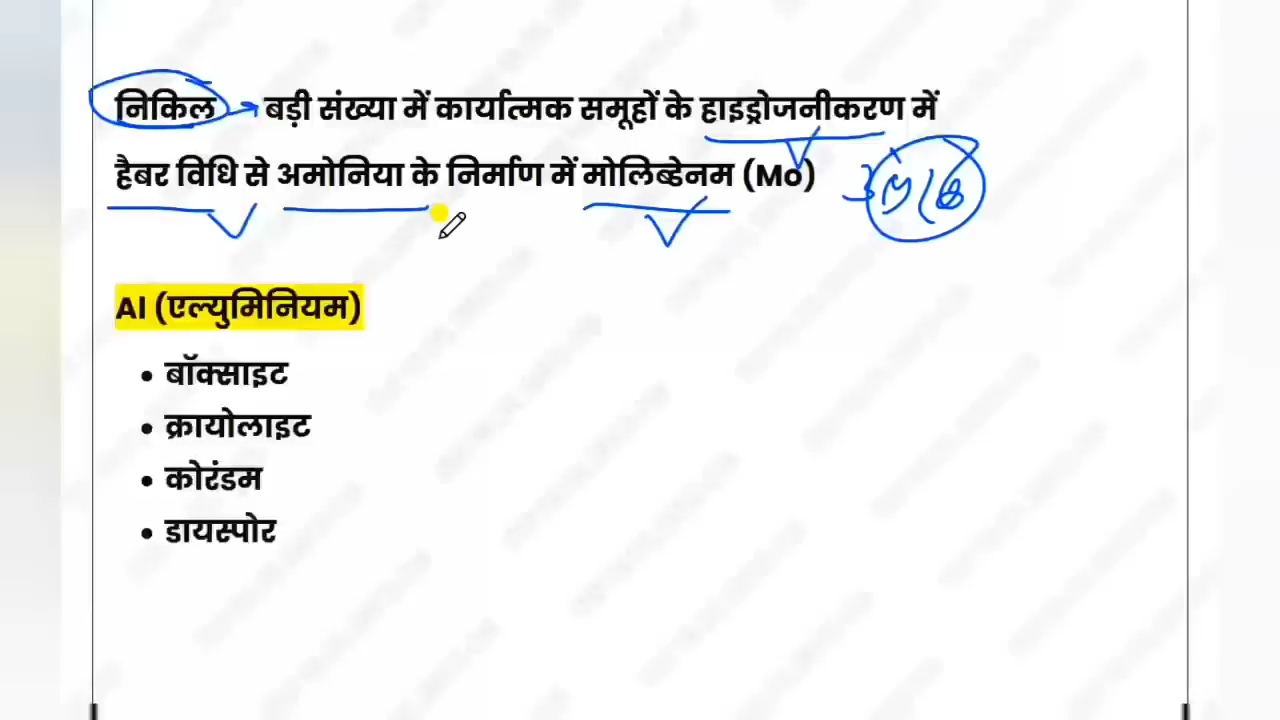 निकिल → बड़ी संख्या में कार्यात्मक समूहों के हाइड्रोजनीकरण में
हैबर विधि से अमोनिया के निर्माण में मोलिब्डेनम (Mo)
Al (एल्युमिनियम)
• बॉक्साइट
• क्रायोलाइट
• कोरंडम
• डायस्पोर